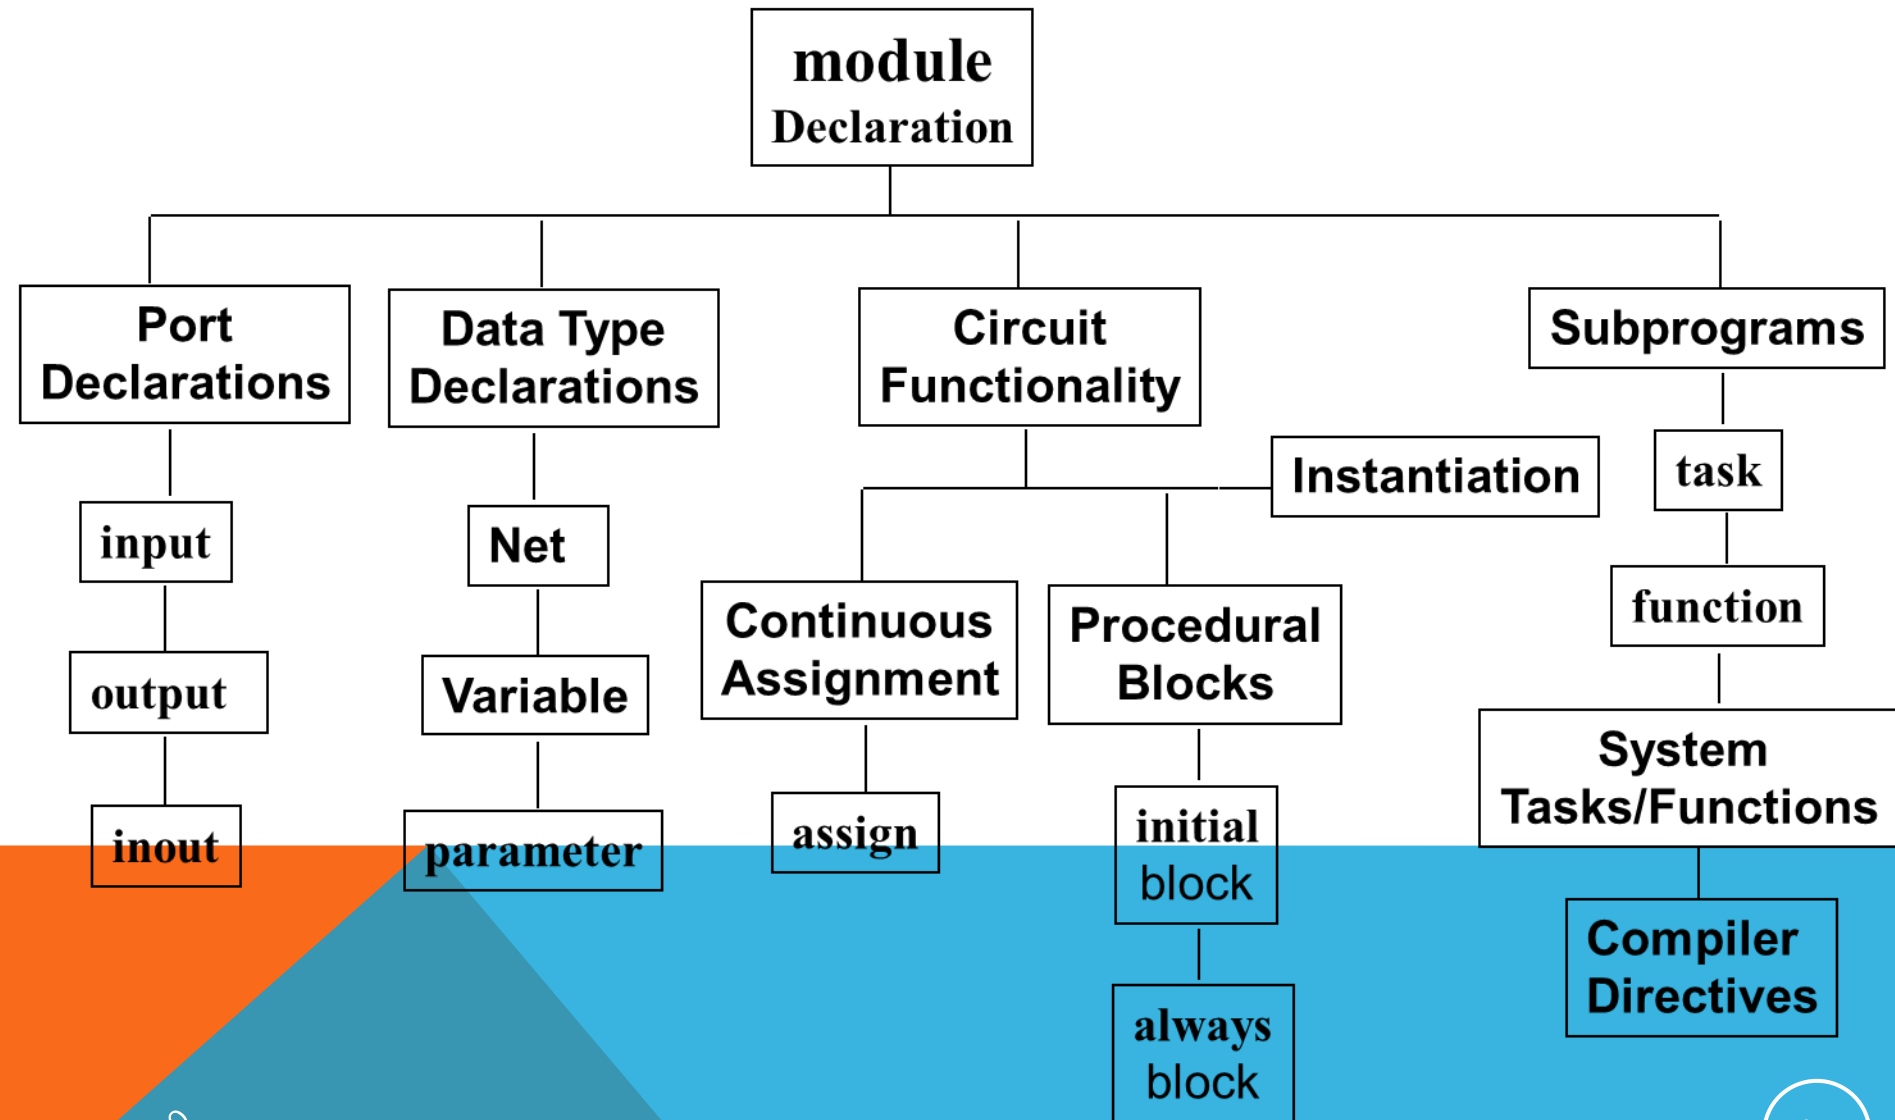 module
Declaration
Port
Declarations
Data Type
Declarations
Circuit
Functionality
Subprograms
Instantiation
input
output
inout
Net
Variable
parameter
Continuous
Assignment
assign
Procedural
Blocks
initial
block
always
block
task
function
System
Tasks/Functions
Compiler
Directives